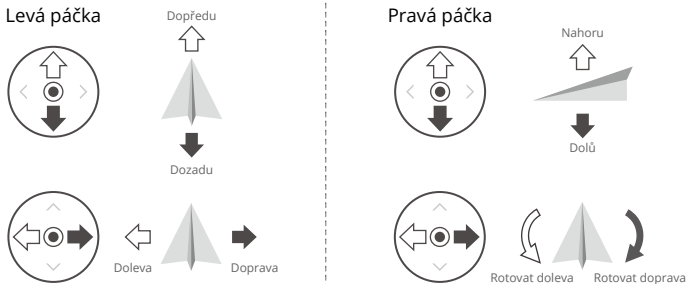 Levá páčka
Dopředu
Dozadu
Doleva
Doprava
Pravá páčka
Nahoru
Dolů
Rotovat doleva
Rotovat doprava